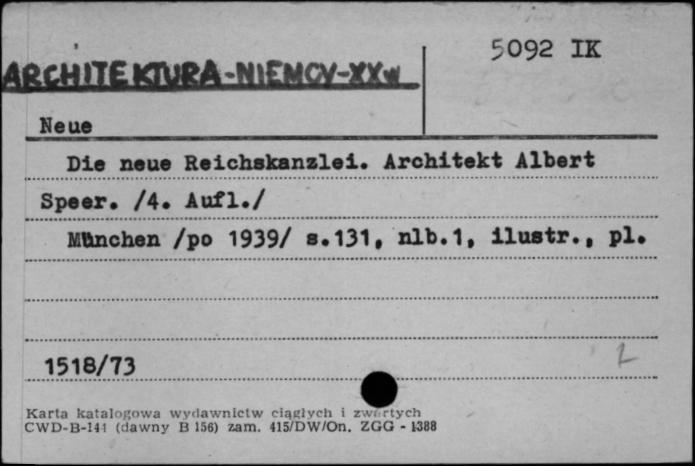 5092 IK
ARCHITEKTURA-NIEMCY-XXw
Neue
Die neue Reichskanzlei. Architekt Albert
Speer. /4. Aufl./
München /po 1939/ s.131, nlb.1, ilustr., pl.
1518/73
2
Karta katalogowa wydawnictw ciągłych i zwartych
CWD-B-141 (dawny B 156) zam. 415/DW/On. ZGG - 1388